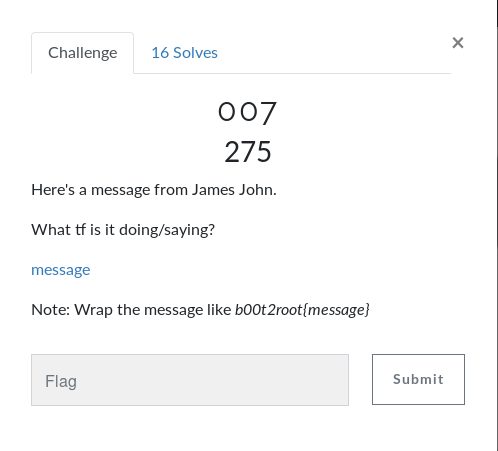 Challenge
16 Solves
×
007
275
Here's a message from James John.
What tf is it doing/saying?
message
Note: Wrap the message like b00t2root{message}
Flag
Submit